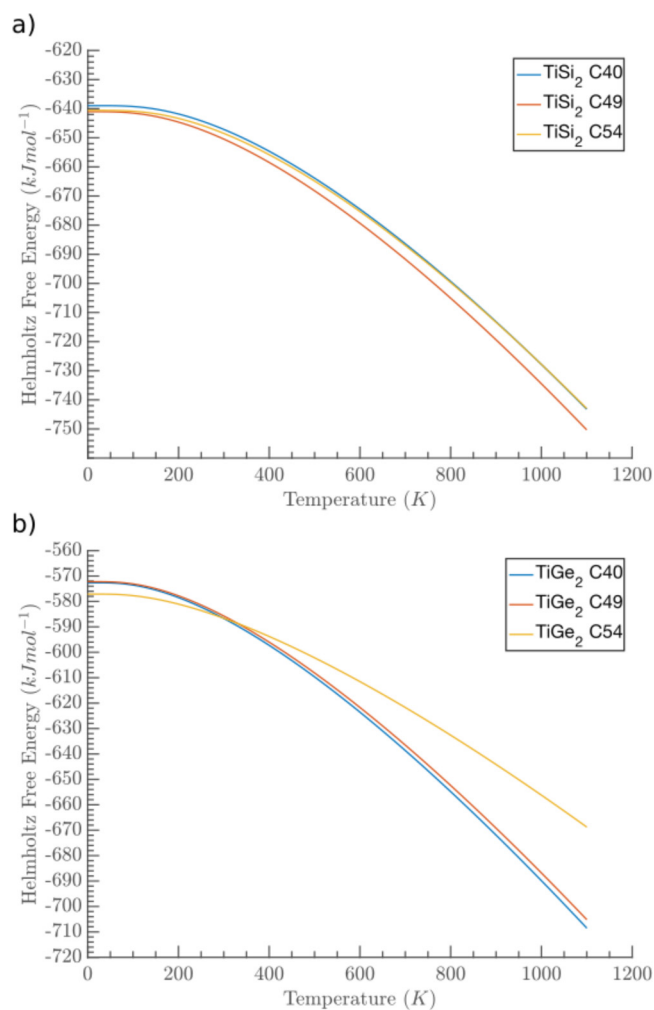 a)
-620
-630
-640
-650
-660
-670
-680
-690
-700
-710
-720
-730
-740
-750
Helmholtz Free Energy (kJmol⁻¹)
TiSi₂ C40
TiSi₂ C49
TiSi₂ C54
0 200 400 600 800 1000 1200
Temperature (K)
b)
-560
-570
-580
-590
-600
-610
-620
-630
-640
-650
-660
-670
-680
-690
-700
-710
-720
Helmholtz Free Energy (kJmol⁻¹)
TiGe₂ C40
TiGe₂ C49
TiGe₂ C54
0 200 400 600 800 1000 1200
Temperature (K)